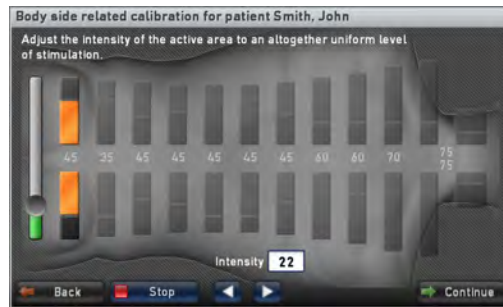 Body side related calibration for patient Smith, John
Adjust the intensity of the active area to an altogether uniform level
of stimulation.
45 35 45 45 45 45 45 60 60 70 75
75
Intensity 22
Back Stop Continue